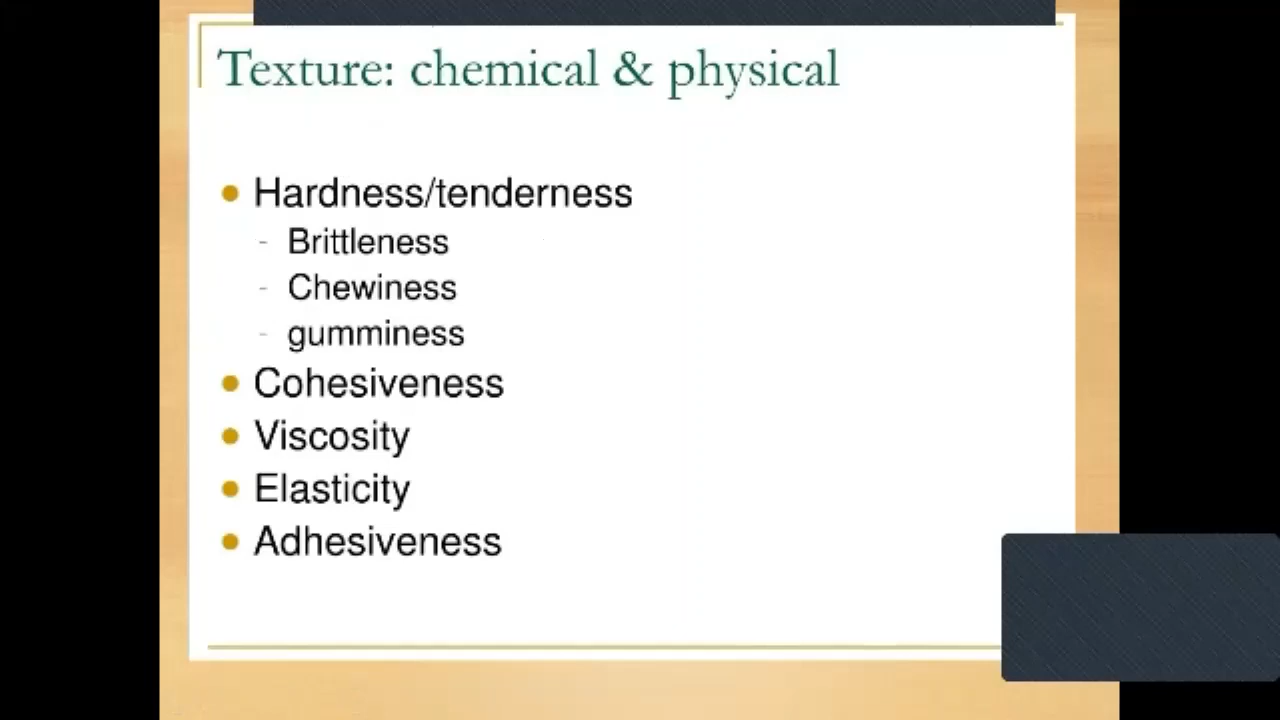 Texture: chemical & physical
Hardness/tenderness
- Brittleness
- Chewiness
- gumminess
Cohesiveness
Viscosity
Elasticity
Adhesiveness